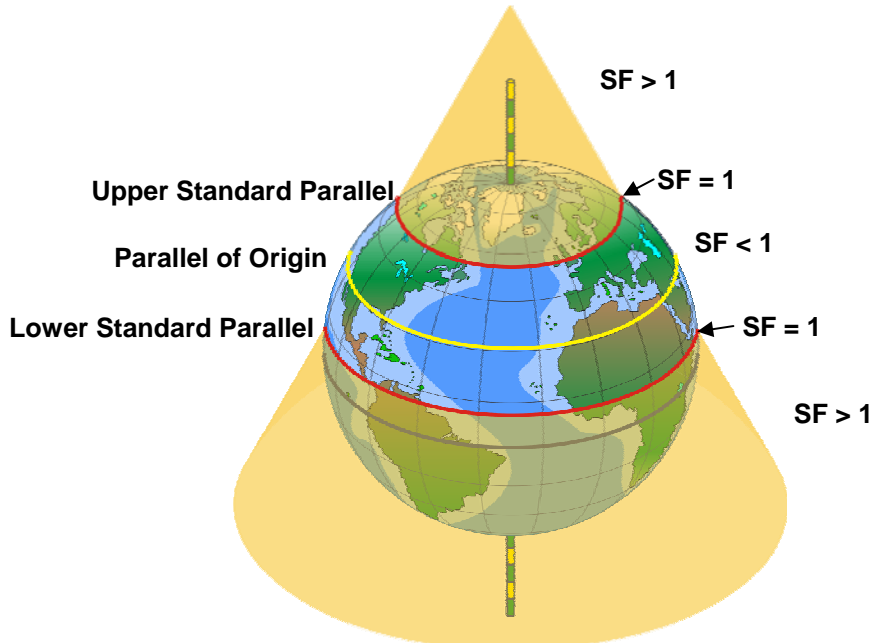 SF > 1
Upper Standard Parallel
SF = 1
Parallel of Origin
SF < 1
Lower Standard Parallel
SF = 1
SF > 1